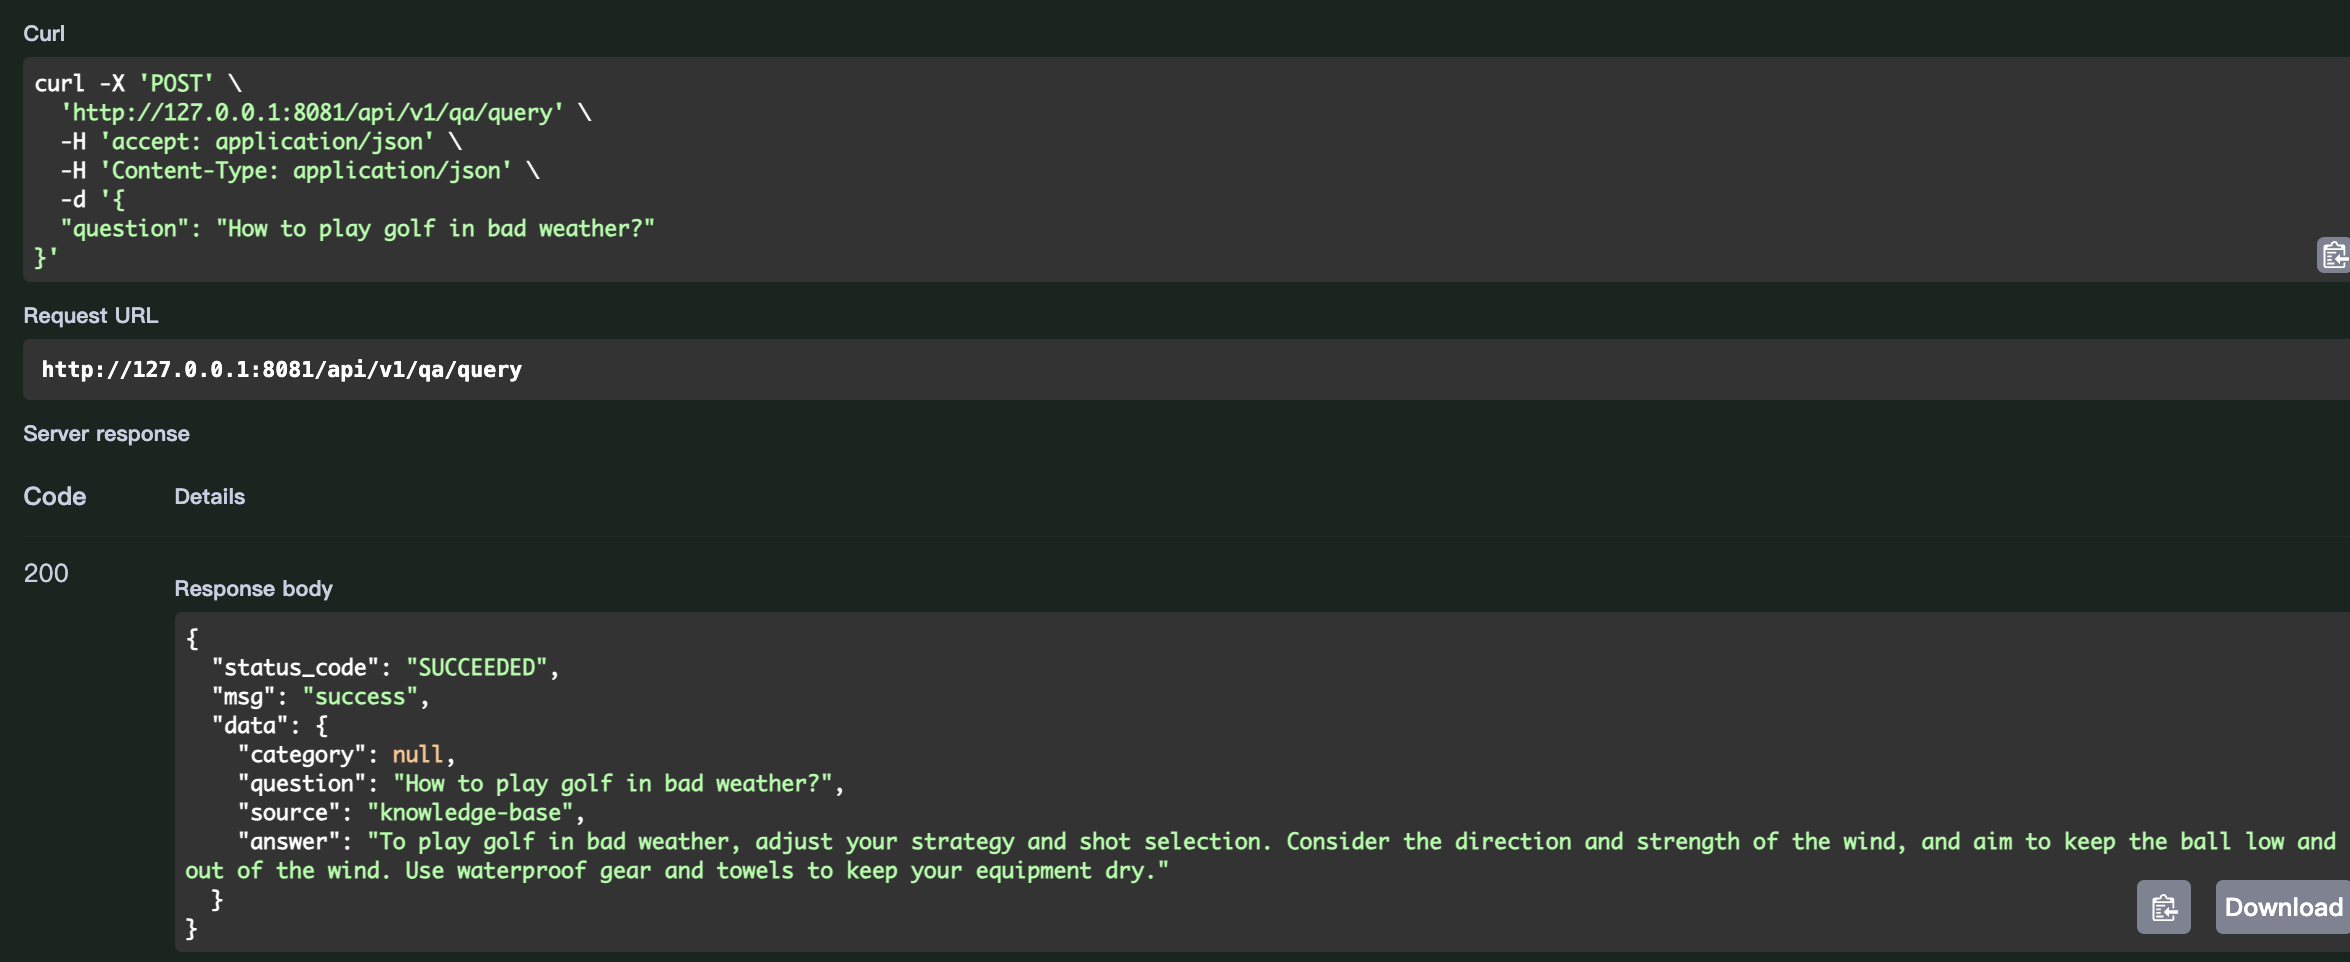 Curl
curl -X 'POST' \
  'http://127.0.0.1:8081/api/v1/qa/query' \
  -H 'accept: application/json' \
  -H 'Content-Type: application/json' \
  -d '{
  "question": "How to play golf in bad weather?"
}'
Request URL
http://127.0.0.1:8081/api/v1/qa/query
Server response
Code Details
200
Response body
{
  "status_code": "SUCCEEDED",
  "msg": "success",
  "data": {
    "category": null,
    "question": "How to play golf in bad weather?",
    "source": "knowledge-base",
    "answer": "To play golf in bad weather, adjust your strategy and shot selection. Consider the direction and strength of the wind, and aim to keep the ball low and
out of the wind. Use waterproof gear and towels to keep your equipment dry."
  }
}
Download